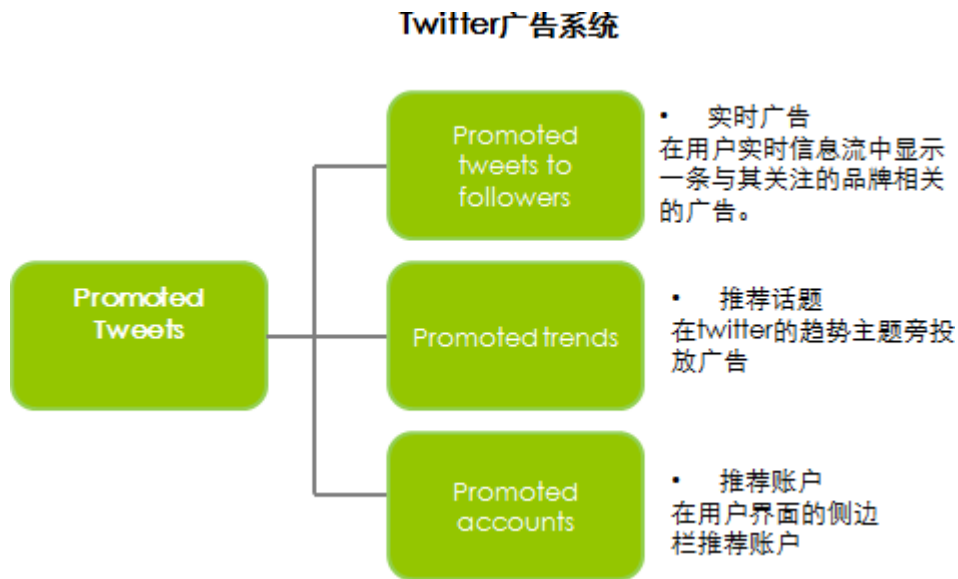 Twitter广告系统
Promoted
Tweets
Promoted
tweets to
followers
• 实时广告
在用户实时信息流中显示
一条与其关注的品牌相关
的广告。
Promoted trends
• 推荐话题
在twitter的趋势主题旁投
放广告
Promoted
accounts
• 推荐账户
在用户界面的侧边
栏推荐账户